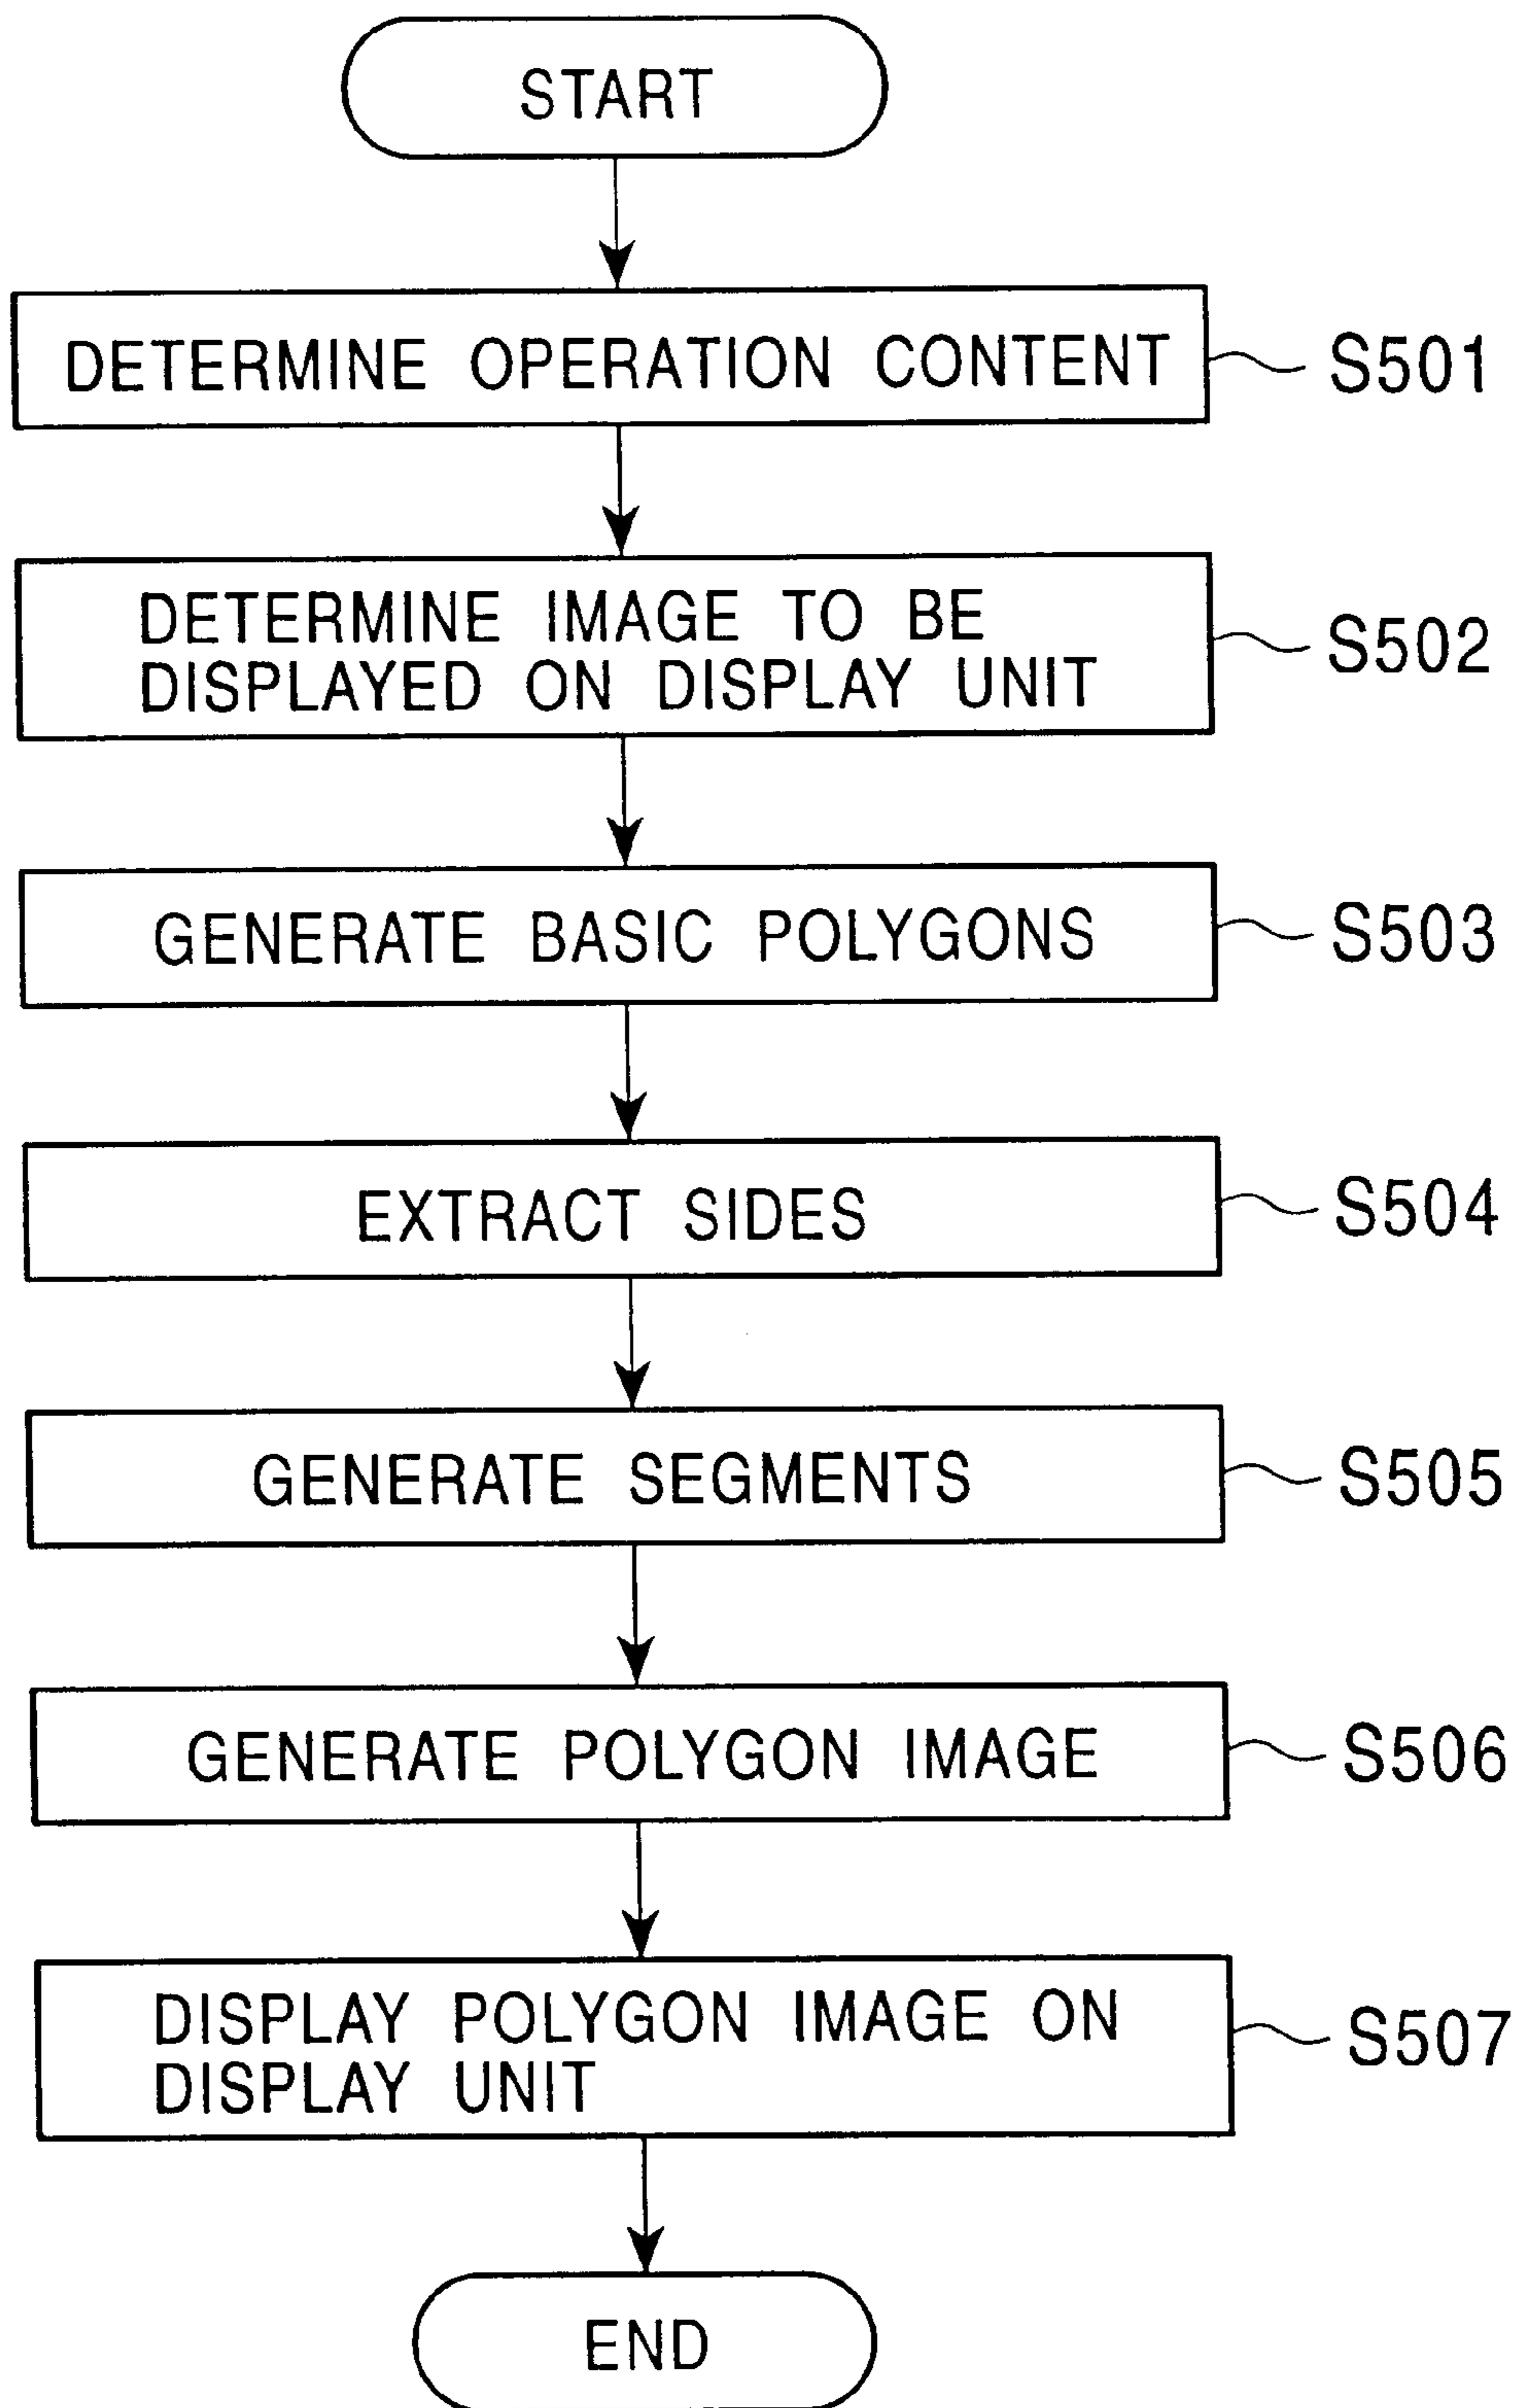 START
DETERMINE OPERATION CONTENT
S501
DETERMINE IMAGE TO BE
DISPLAYED ON DISPLAY UNIT
S502
GENERATE BASIC POLYGONS
S503
EXTRACT SIDES
S504
GENERATE SEGMENTS
S505
GENERATE POLYGON IMAGE
S506
DISPLAY POLYGON IMAGE ON
DISPLAY UNIT
S507
END